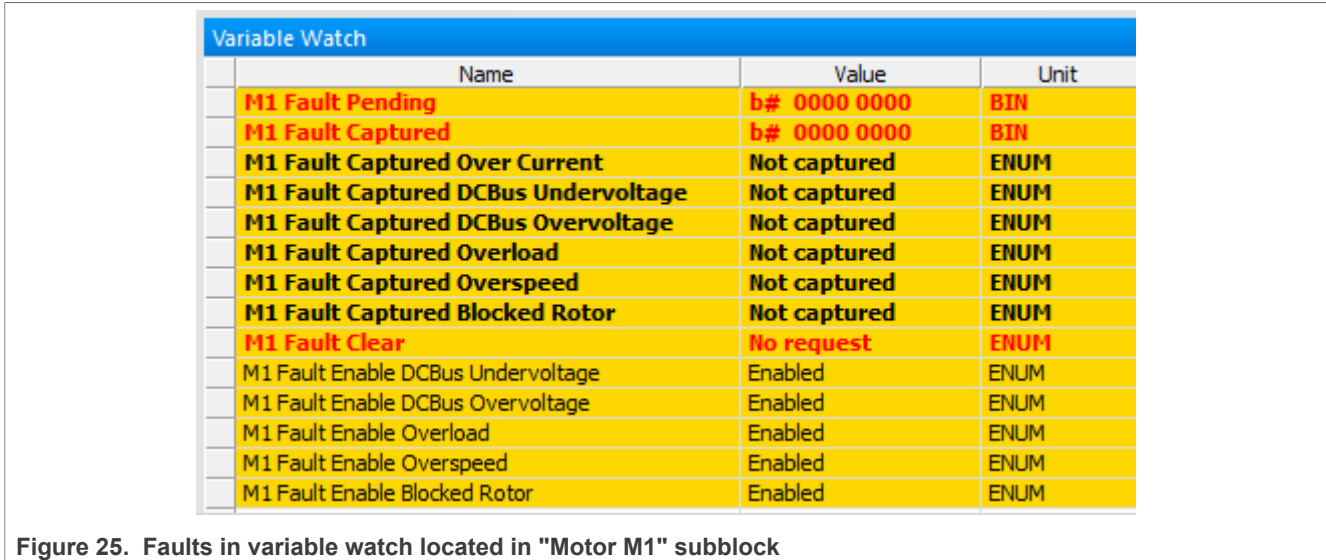 Variable Watch
Name Value Unit
M1 Fault Pending b# 0000 0000 BIN
M1 Fault Captured b# 0000 0000 BIN
M1 Fault Captured Over Current Not captured ENUM
M1 Fault Captured DCBus Undervoltage Not captured ENUM
M1 Fault Captured DCBus Overvoltage Not captured ENUM
M1 Fault Captured Overload Not captured ENUM
M1 Fault Captured Overspeed Not captured ENUM
M1 Fault Captured Blocked Rotor Not captured ENUM
M1 Fault Clear No request ENUM
M1 Fault Enable DCBus Undervoltage Enabled ENUM
M1 Fault Enable DCBus Overvoltage Enabled ENUM
M1 Fault Enable Overload Enabled ENUM
M1 Fault Enable Overspeed Enabled ENUM
M1 Fault Enable Blocked Rotor Enabled ENUM
Figure 25. Faults in variable watch located in "Motor M1" subblock